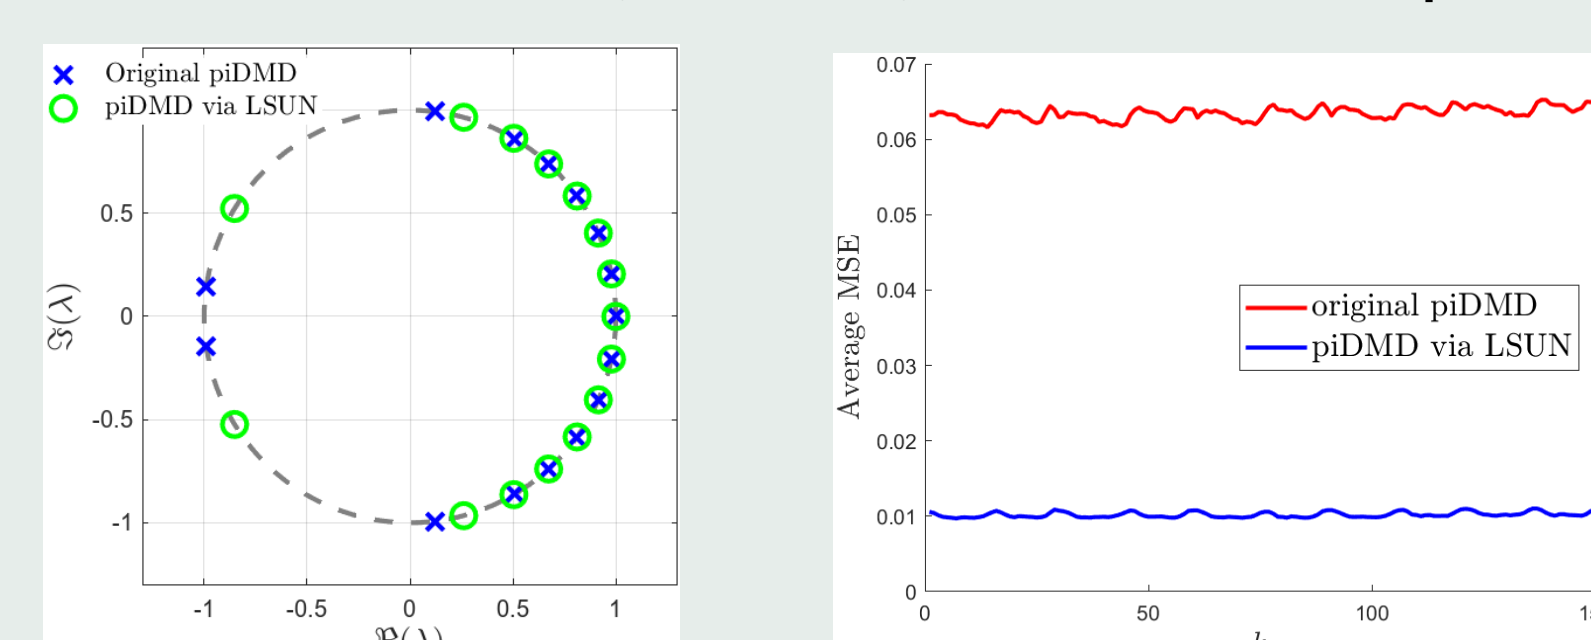 Original piDMD
piDMD via LSUN
0.5
0
-0.5
-1
ℑ(λ)
-1 -0.5 0 0.5 1
ℜ(λ)
0.07
0.06
0.05
0.04
0.03
0.02
0.01
0
Average MSE
original piDMD
piDMD via LSUN
0 50 100